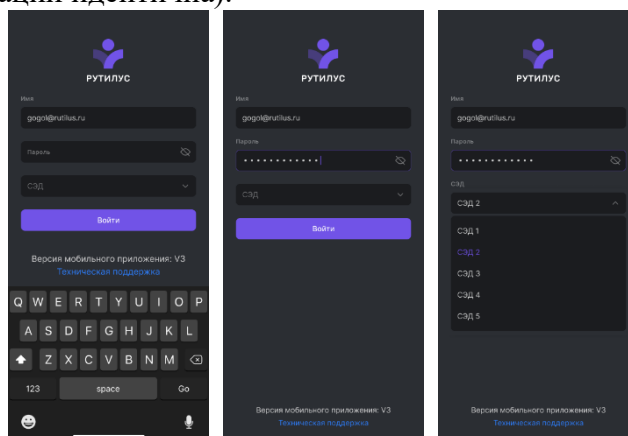 РУТИЛУС
Имя
gogol@rutilus.ru
Пароль
СЭД
Войти
Версия мобильного приложения: V3
Техническая поддержка
Q W E R T Y U I O P
A S D F G H J K L
Z X C V B N M
123 space Go
РУТИЛУС
Имя
gogol@rutilus.ru
Пароль
СЭД
Войти
Версия мобильного приложения: V3
Техническая поддержка
РУТИЛУС
Имя
gogol@rutilus.ru
Пароль
СЭД
СЭД 2
СЭД 1
СЭД 2
СЭД 3
СЭД 4
СЭД 5
Версия мобильного приложения: V3
Техническая поддержка